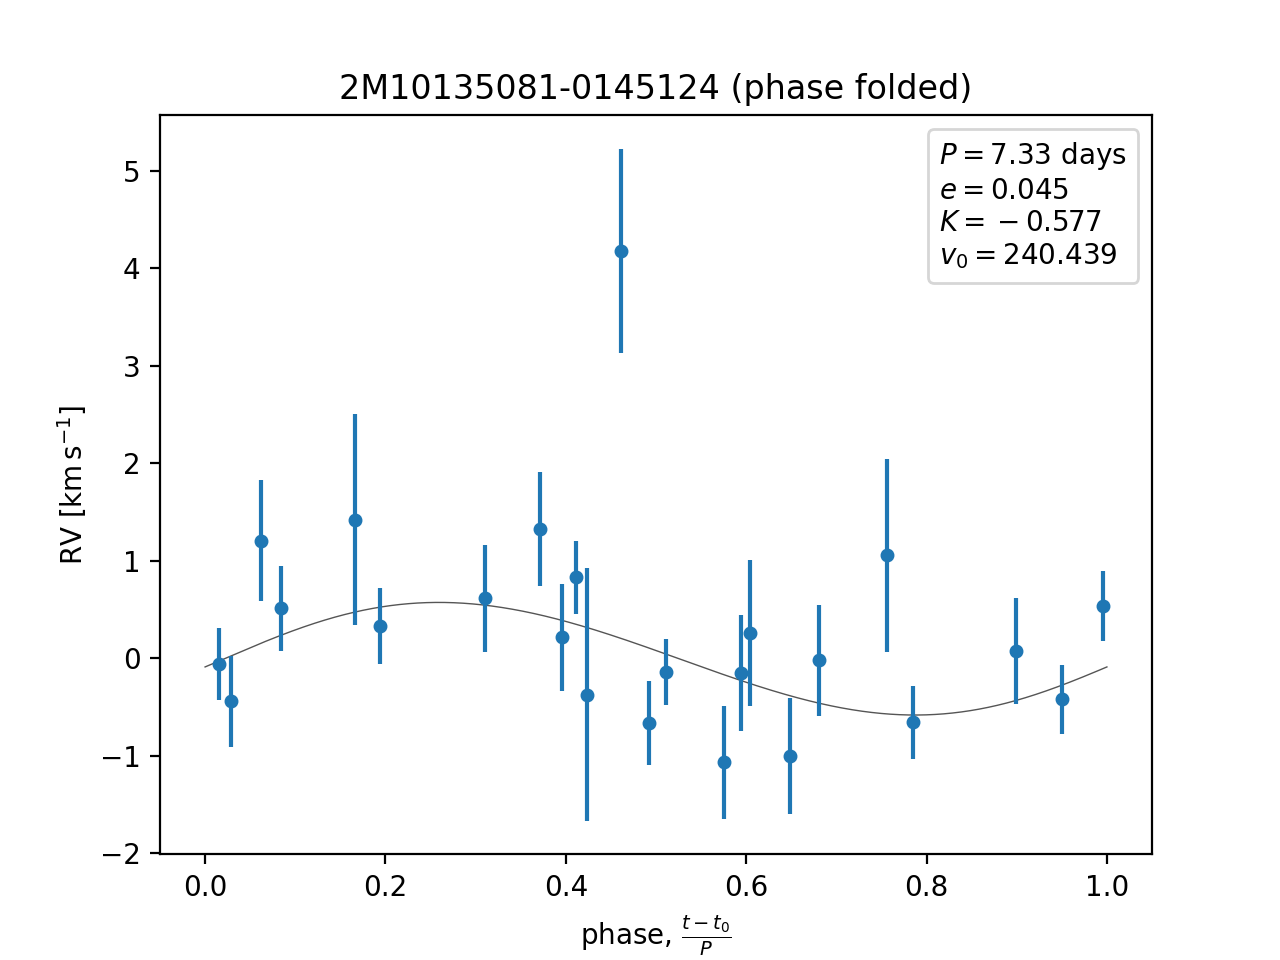 2M10135081-0145124 (phase folded)
P = 7.33 days
e = 0.045
K = −0.577
v₀ = 240.439
5
4
3
2
1
0
−1
−2
RV [km s⁻¹]
0.0 0.2 0.4 0.6 0.8 1.0
phase, (t − t₀)/P